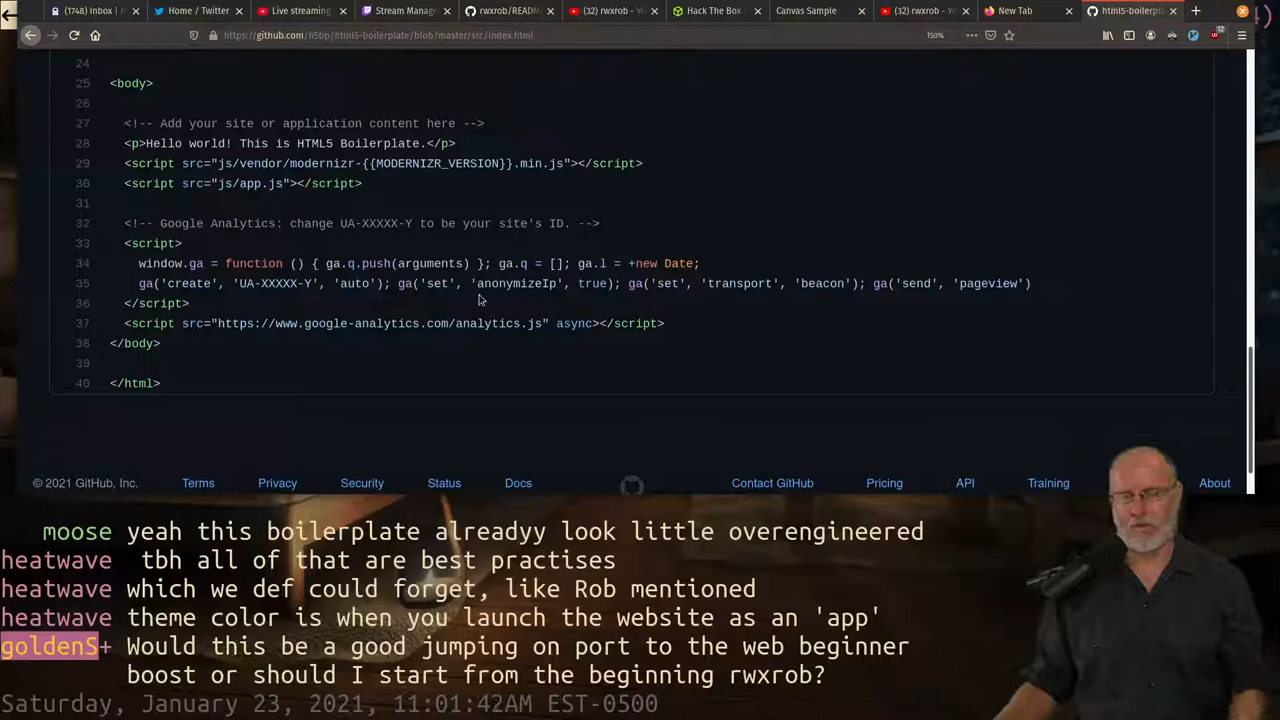 (1748) Inbox | r
Home / Twitter
Live streaming
Stream Manag
rwxrob/READM
(32) rwxrob - Yo
Hack The Box :
Canvas Sample
(32) rwxrob - Yo
New Tab
html5-boilerpla
https://github.com/h5bp/html5-boilerplate/blob/master/src/index.html
150%
24
25 <body>
26
27 <!-- Add your site or application content here -->
28 <p>Hello world! This is HTML5 Boilerplate.</p>
29 <script src="js/vendor/modernizr-{{MODERNIZR_VERSION}}.min.js"></script>
30 <script src="js/app.js"></script>
31
32 <!-- Google Analytics: change UA-XXXXX-Y to be your site's ID. -->
33 <script>
34 window.ga = function () { ga.q.push(arguments) }; ga.q = []; ga.l = +new Date;
35 ga('create', 'UA-XXXXX-Y', 'auto'); ga('set', 'anonymizeIp', true); ga('set', 'transport', 'beacon'); ga('send', 'pageview')
36 </script>
37 <script src="https://www.google-analytics.com/analytics.js" async></script>
38 </body>
39
40 </html>
© 2021 GitHub, Inc. Terms Privacy Security Status Docs Contact GitHub Pricing API Training About
moose yeah this boilerplate alreadyy look little overengineered
heatwave tbh all of that are best practises
heatwave which we def could forget, like Rob mentioned
heatwave theme color is when you launch the website as an 'app'
goldenS+ Would this be a good jumping on port to the web beginner
boost or should I start from the beginning rwxrob?
Saturday, January 23, 2021, 11:01:42AM EST-0500